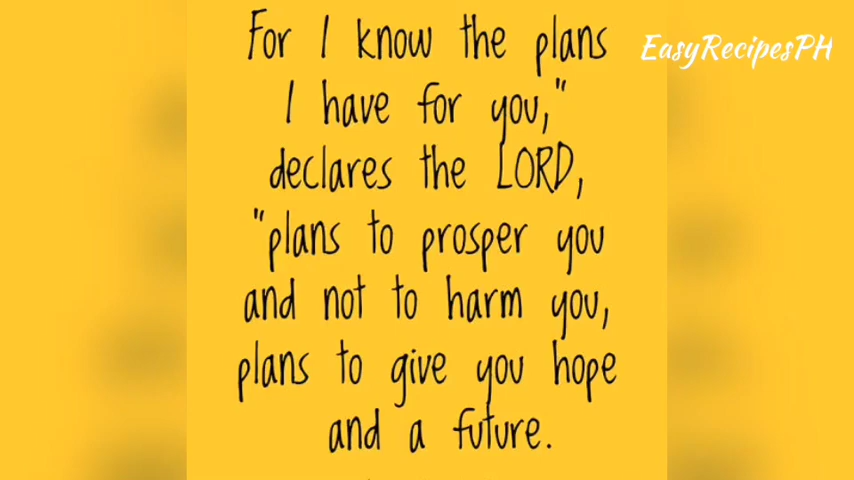 For I know the plans
EasyRecipesPH
I have for you,"
declares the LORD,
"plans to prosper you
and not to harm you,
plans to give you hope
and a future.